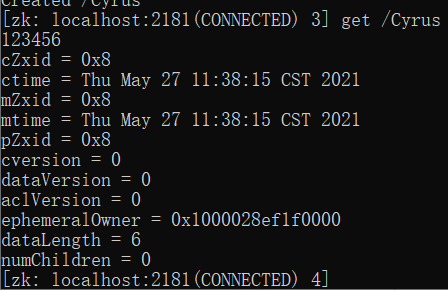 Created /Cyrus
[zk: localhost:2181(CONNECTED) 3] get /Cyrus
123456
cZxid = 0x8
ctime = Thu May 27 11:38:15 CST 2021
mZxid = 0x8
mtime = Thu May 27 11:38:15 CST 2021
pZxid = 0x8
cversion = 0
dataVersion = 0
aclVersion = 0
ephemeralOwner = 0x1000028ef1f0000
dataLength = 6
numChildren = 0
[zk: localhost:2181(CONNECTED) 4]